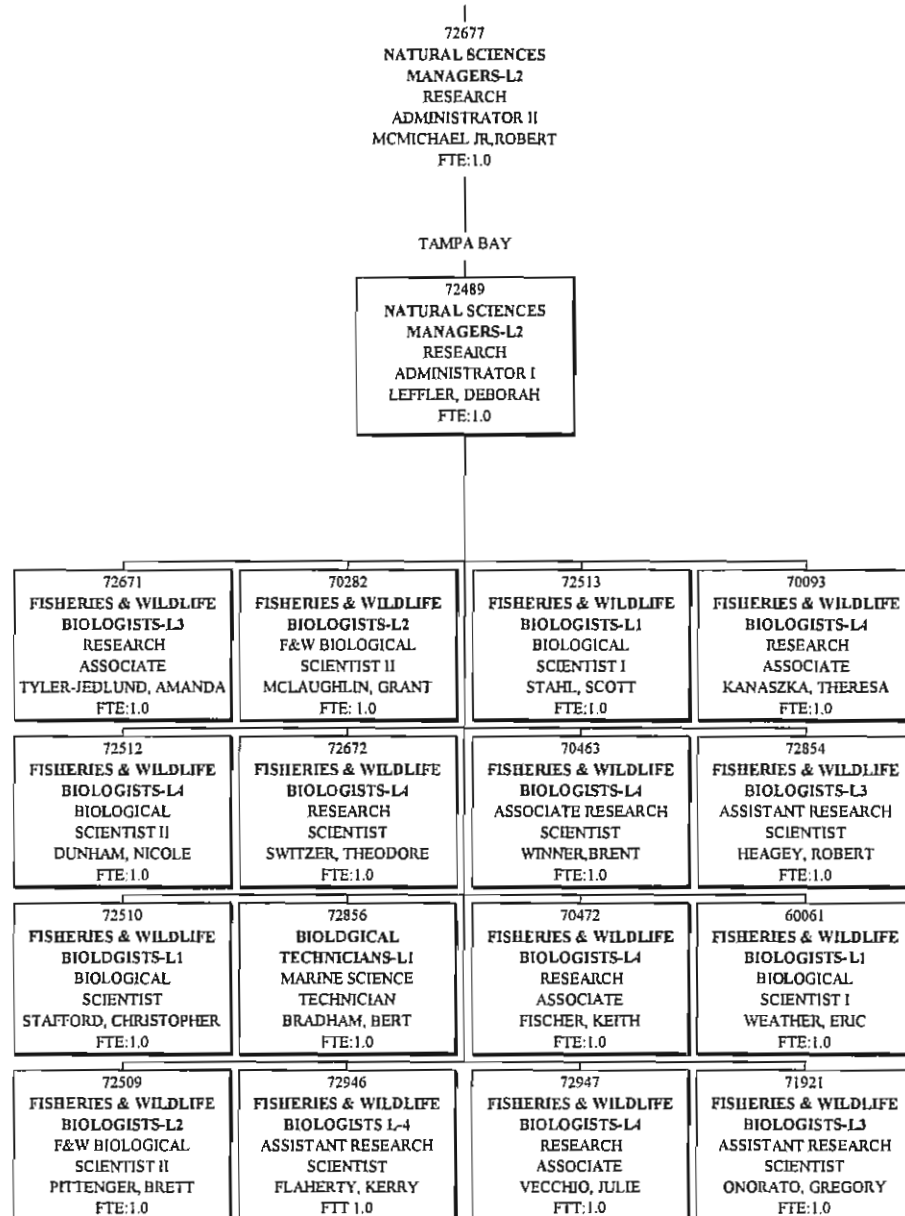 72677
NATURAL SCIENCES
MANAGERS-L2
RESEARCH
ADMINISTRATOR II
MCMICHAEL JR,ROBERT
FTE:1.0
TAMPA BAY
72489
NATURAL SCIENCES
MANAGERS-L2
RESEARCH
ADMINISTRATOR I
LEFFLER, DEBORAH
FTE:1.0
72671
FISHERIES & WILDLIFE
BIOLOGISTS-L3
RESEARCH
ASSOCIATE
TYLER-JEDLUND, AMANDA
FTE:1.0
70282
FISHERIES & WILDLIFE
BIOLOGISTS-L2
F&W BIOLOGICAL
SCIENTIST II
MCLAUGHLIN, GRANT
FTE: 1.0
72513
FISHERIES & WILDLIFE
BIOLOGISTS-L1
BIOLOGICAL
SCIENTIST I
STAHL, SCOTT
FTE:1.0
70093
FISHERIES & WILDLIFE
BIOLOGISTS-L4
RESEARCH
ASSOCIATE
KANASZKA, THERESA
FTE:1.0
72512
FISHERIES & WILDLIFE
BIOLOGISTS-L4
BIOLOGICAL
SCIENTIST II
DUNHAM, NICOLE
FTE:1.0
72672
FISHERIES & WILDLIFE
BIOLOGISTS-L4
RESEARCH
SCIENTIST
SWITZER, THEODORE
FTE:1.0
70463
FISHERIES & WILDLIFE
BIOLOGISTS-L4
ASSOCIATE RESEARCH
SCIENTIST
WINNER,BRENT
FTE:1.0
72854
FISHERIES & WILDLIFE
BIOLOGISTS-L3
ASSISTANT RESEARCH
SCIENTIST
HEAGEY, ROBERT
FTE:1.0
72510
FISHERIES & WILDLIFE
BIOLOGISTS-L1
BIOLOGICAL
SCIENTIST
STAFFORD, CHRISTOPHER
FTE:1.0
72856
BIOLOGICAL
TECHNICIANS-L1
MARINE SCIENCE
TECHNICIAN
BRADHAM, BERT
FTE:1.0
70472
FISHERIES & WILDLIFE
BIOLOGISTS-L4
RESEARCH
ASSOCIATE
FISCHER, KEITH
FTE:1.0
60061
FISHERIES & WILDLIFE
BIOLOGISTS-L1
BIOLOGICAL
SCIENTIST I
WEATHER, ERIC
FTE:1.0
72509
FISHERIES & WILDLIFE
BIOLOGISTS-L2
F&W BIOLOGICAL
SCIENTIST II
PITTENGER, BRETT
FTE:1.0
72946
FISHERIES & WILDLIFE
BIOLOGISTS L-4
ASSISTANT RESEARCH
SCIENTIST
FLAHERTY, KERRY
FTT 1.0
72947
FISHERIES & WILDLIFE
BIOLOGISTS-L4
RESEARCH
ASSOCIATE
VECCHIO, JULIE
FTT:1.0
71921
FISHERIES & WILDLIFE
BIOLOGISTS-L3
ASSISTANT RESEARCH
SCIENTIST
ONORATO, GREGORY
FTE:1.0